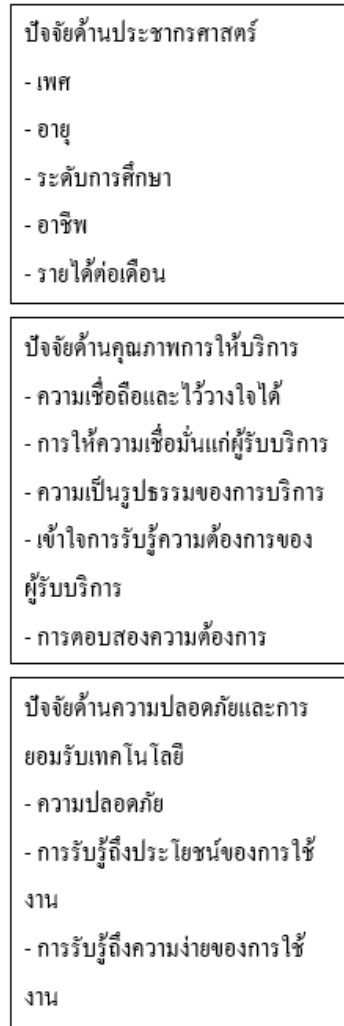 ปัจจัยด้านประชากรศาสตร์
- เพศ
- อายุ
- ระดับการศึกษา
- อาชีพ
- รายได้ต่อเดือน
ปัจจัยด้านคุณภาพการให้บริการ
- ความเชื่อถือและไว้วางใจได้
- การให้ความเชื่อมั่นแก่ผู้รับบริการ
- ความเป็นรูปธรรมของการบริการ
- เข้าใจการรับรู้ความต้องการของ
ผู้รับบริการ
- การตอบสองความต้องการ
ปัจจัยด้านความปลอดภัยและการ
ยอมรับเทคโนโลยี
- ความปลอดภัย
- การรับรู้ถึงประโยชน์ของการใช้
งาน
- การรับรู้ถึงความง่ายของการใช้
งาน